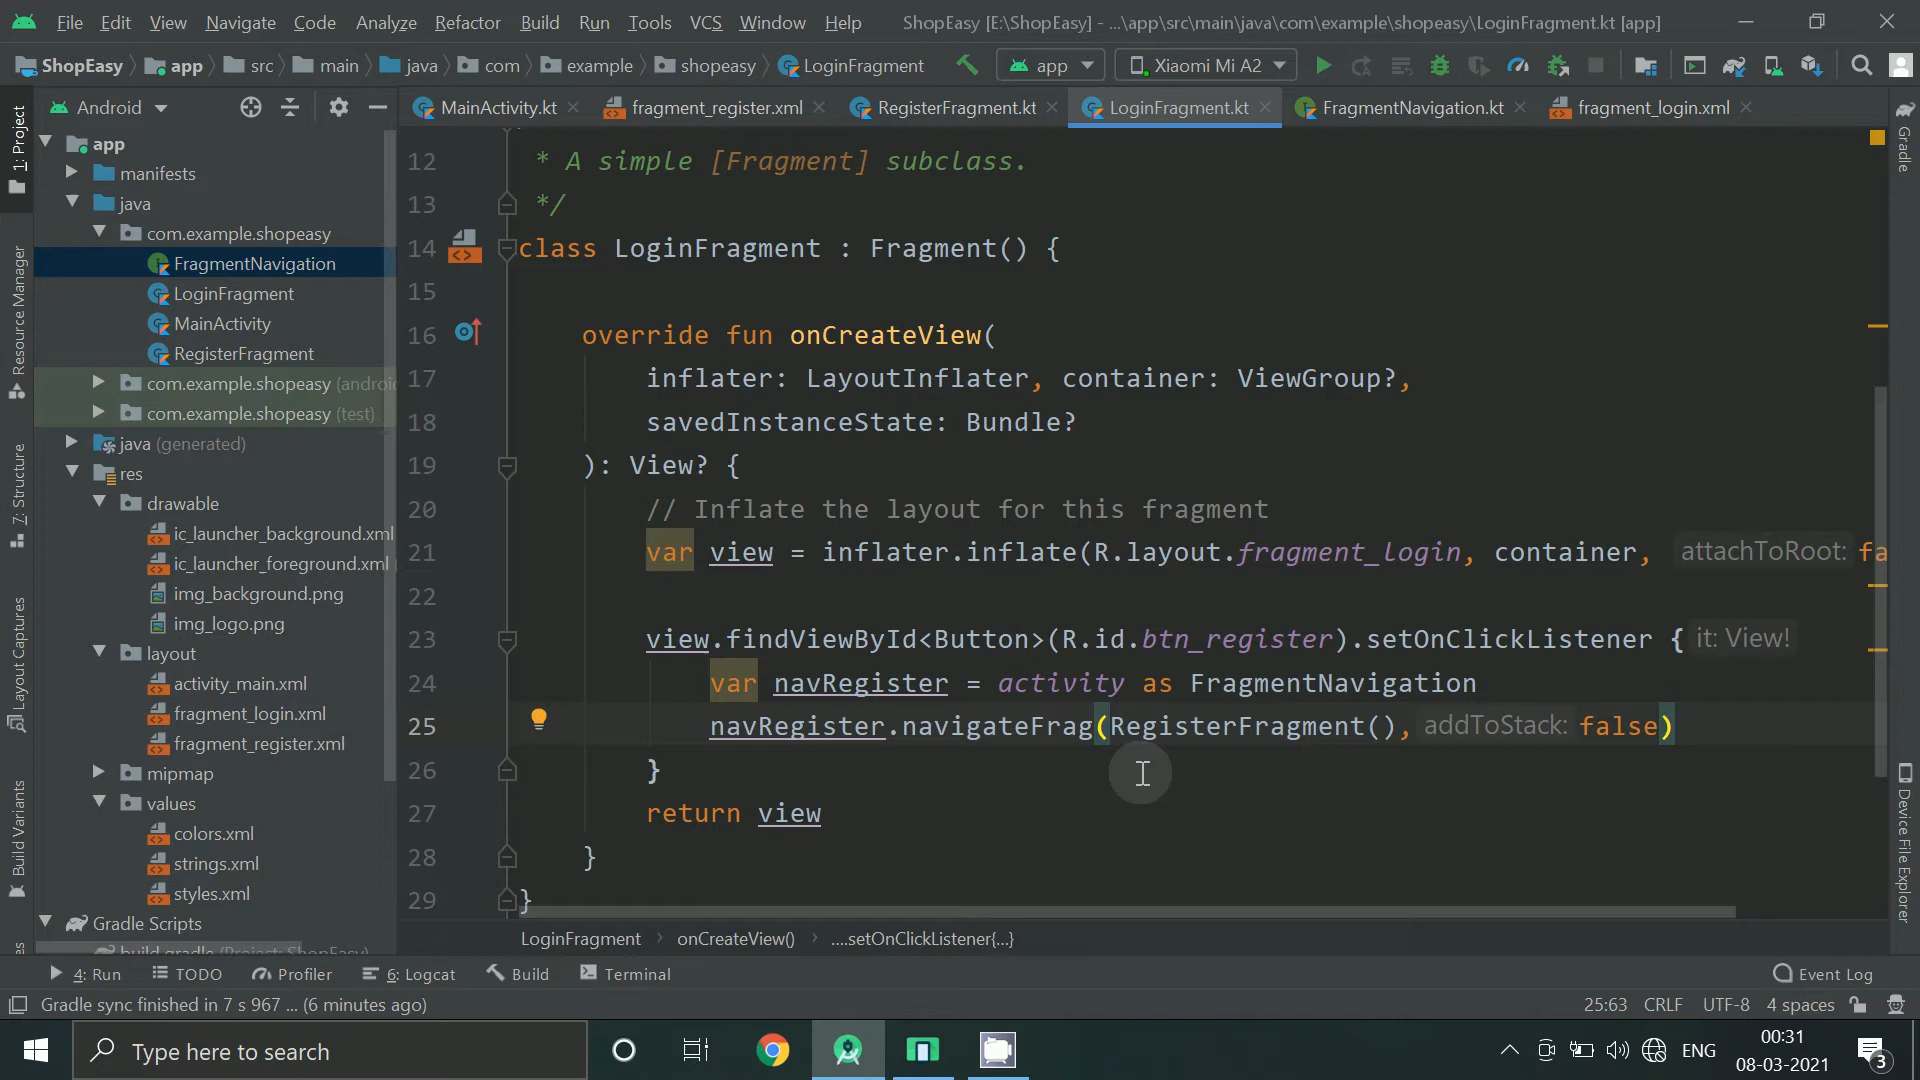 File Edit View Navigate Code Analyze Refactor Build Run Tools VCS Window Help ShopEasy [E:\ShopEasy] - ...\app\src\main\java\com\example\shopeasy\LoginFragment.kt [app]
ShopEasy app src main java com example shopeasy LoginFragment app Xiaomi Mi A2
Android MainActivity.kt fragment_register.xml RegisterFragment.kt LoginFragment.kt FragmentNavigation.kt fragment_login.xml
1: Project
Resource Manager
7: Structure
Layout Captures
Build Variants
app
manifests
java
com.example.shopeasy
FragmentNavigation
LoginFragment
MainActivity
RegisterFragment
com.example.shopeasy
com.example.shopeasy (test)
java (generated)
res
drawable
ic_launcher_background.xml
ic_launcher_foreground.xml
img_background.png
img_logo.png
layout
activity_main.xml
fragment_login.xml
fragment_register.xml
mipmap
values
colors.xml
strings.xml
styles.xml
Gradle Scripts
build.gradle (Project: ShopEasy)
12 * A simple [Fragment] subclass.
13 */
14 class LoginFragment : Fragment() {
15
16 override fun onCreateView(
17 inflater: LayoutInflater, container: ViewGroup?,
18 savedInstanceState: Bundle?
19 ): View? {
20 // Inflate the layout for this fragment
21 var view = inflater.inflate(R.layout.fragment_login, container, attachToRoot: fa
22
23 view.findViewById<Button>(R.id.btn_register).setOnClickListener { it: View!
24 var navRegister = activity as FragmentNavigation
25 navRegister.navigateFrag(RegisterFragment(), addToStack: false)
26 }
27 return view
28 }
29 }
Gradle
Device File Explorer
LoginFragment onCreateView() ....setOnClickListener{...}
4: Run TODO Profiler 6: Logcat Build Terminal Event Log
Gradle sync finished in 7 s 967 ... (6 minutes ago) 25:63 CRLF UTF-8 4 spaces
Type here to search ENG 00:31
08-03-2021 3